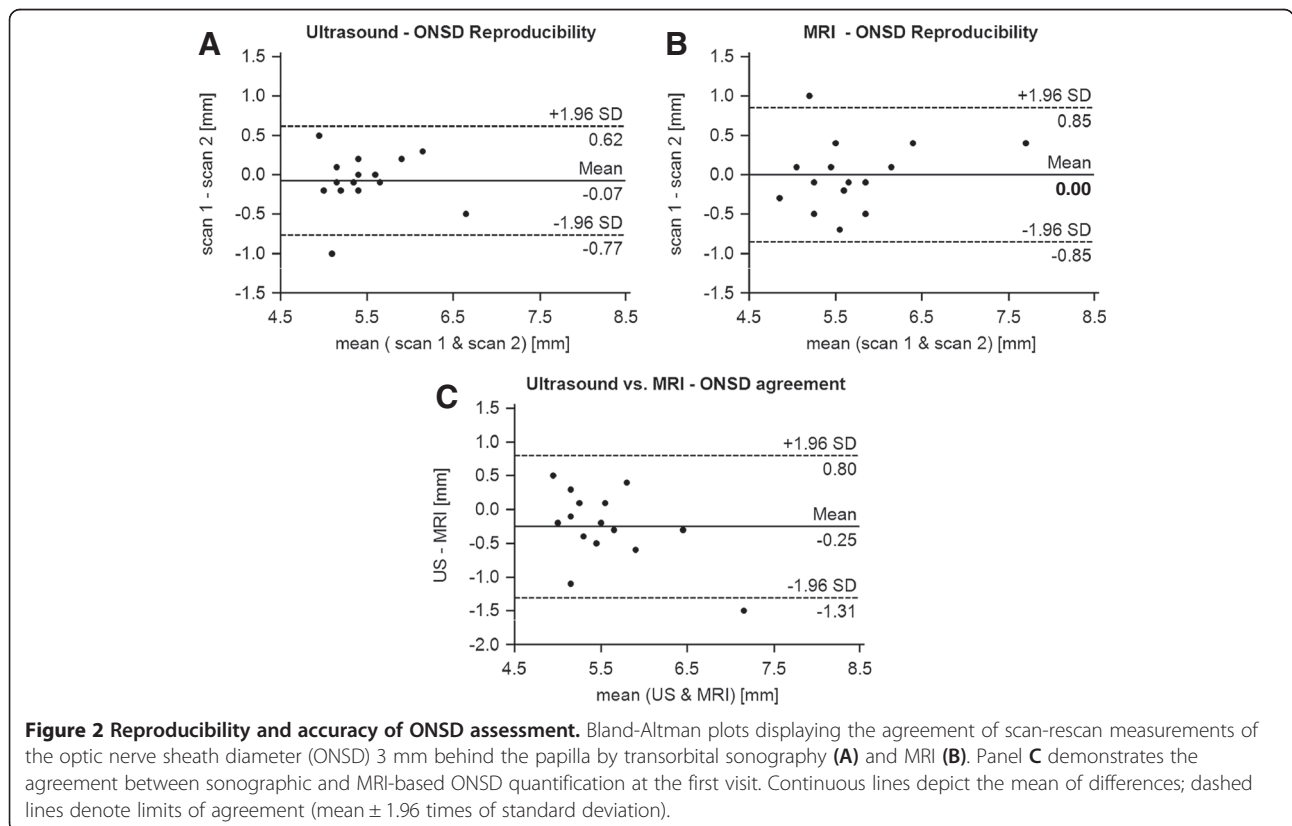 A
Ultrasound - ONSD Reproducibility
1.5
1.0
0.5
0.0
-0.5
-1.0
-1.5
scan 1 - scan 2 [mm]
+1.96 SD
0.62
Mean
-0.07
-1.96 SD
-0.77
4.5 5.5 6.5 7.5 8.5
mean ( scan 1 & scan 2) [mm]
B
MRI - ONSD Reproducibility
1.5
1.0
0.5
0.0
-0.5
-1.0
-1.5
scan 1 - scan 2 [mm]
+1.96 SD
0.85
Mean
0.00
-1.96 SD
-0.85
4.5 5.5 6.5 7.5 8.5
mean (scan 1 & scan 2) [mm]
C
Ultrasound vs. MRI - ONSD agreement
1.5
1.0
0.5
0.0
-0.5
-1.0
-1.5
-2.0
US - MRI [mm]
+1.96 SD
0.80
Mean
-0.25
-1.96 SD
-1.31
4.5 5.5 6.5 7.5 8.5
mean (US & MRI) [mm]
Figure 2 Reproducibility and accuracy of ONSD assessment. Bland-Altman plots displaying the agreement of scan-rescan measurements of
the optic nerve sheath diameter (ONSD) 3 mm behind the papilla by transorbital sonography (A) and MRI (B). Panel C demonstrates the
agreement between sonographic and MRI-based ONSD quantification at the first visit. Continuous lines depict the mean of differences; dashed
lines denote limits of agreement (mean ± 1.96 times of standard deviation).